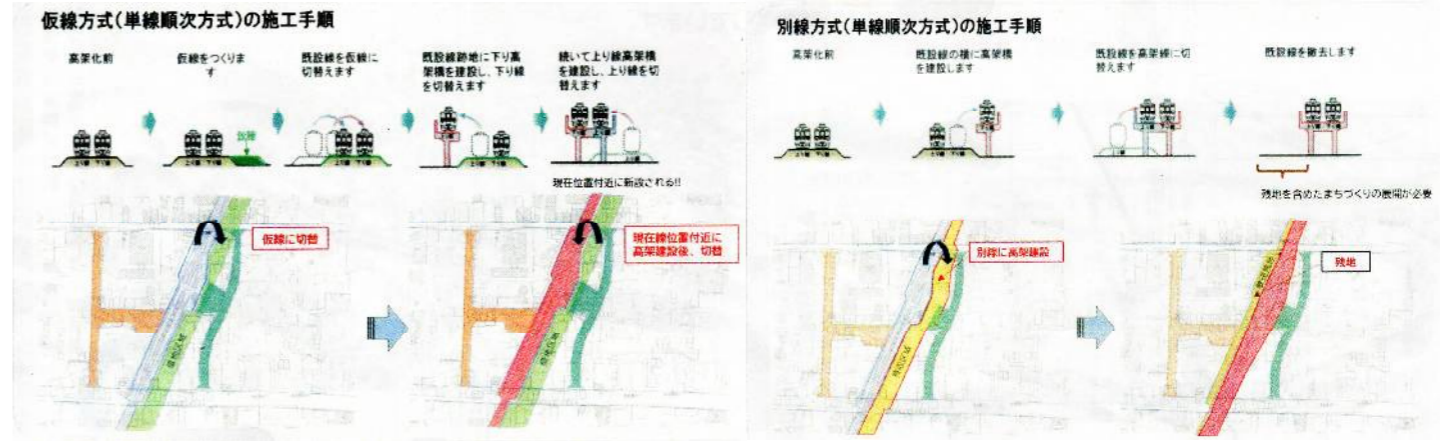 仮線方式(単線順次方式)の施工手順
高架化前
仮線をつくりま
す
既設線を仮線に
切替えます
既設線跡地に下り高
架橋を建設し、下り線
を切替えます
続いて上り線高架橋
を建設し、上り線を切
替えます
仮線
上り線 下り線
現在位置付近に新設される!!
仮線に切替
現在線位置付近に
高架建設後、切替
別線方式(単線順次方式)の施工手順
高架化前
既設線の横に高架橋
を建設します
既設線を高架線に切
替えます
既設線を撤去します
残地を含めたまちづくりの展開が必要
別線に高架建設
残地